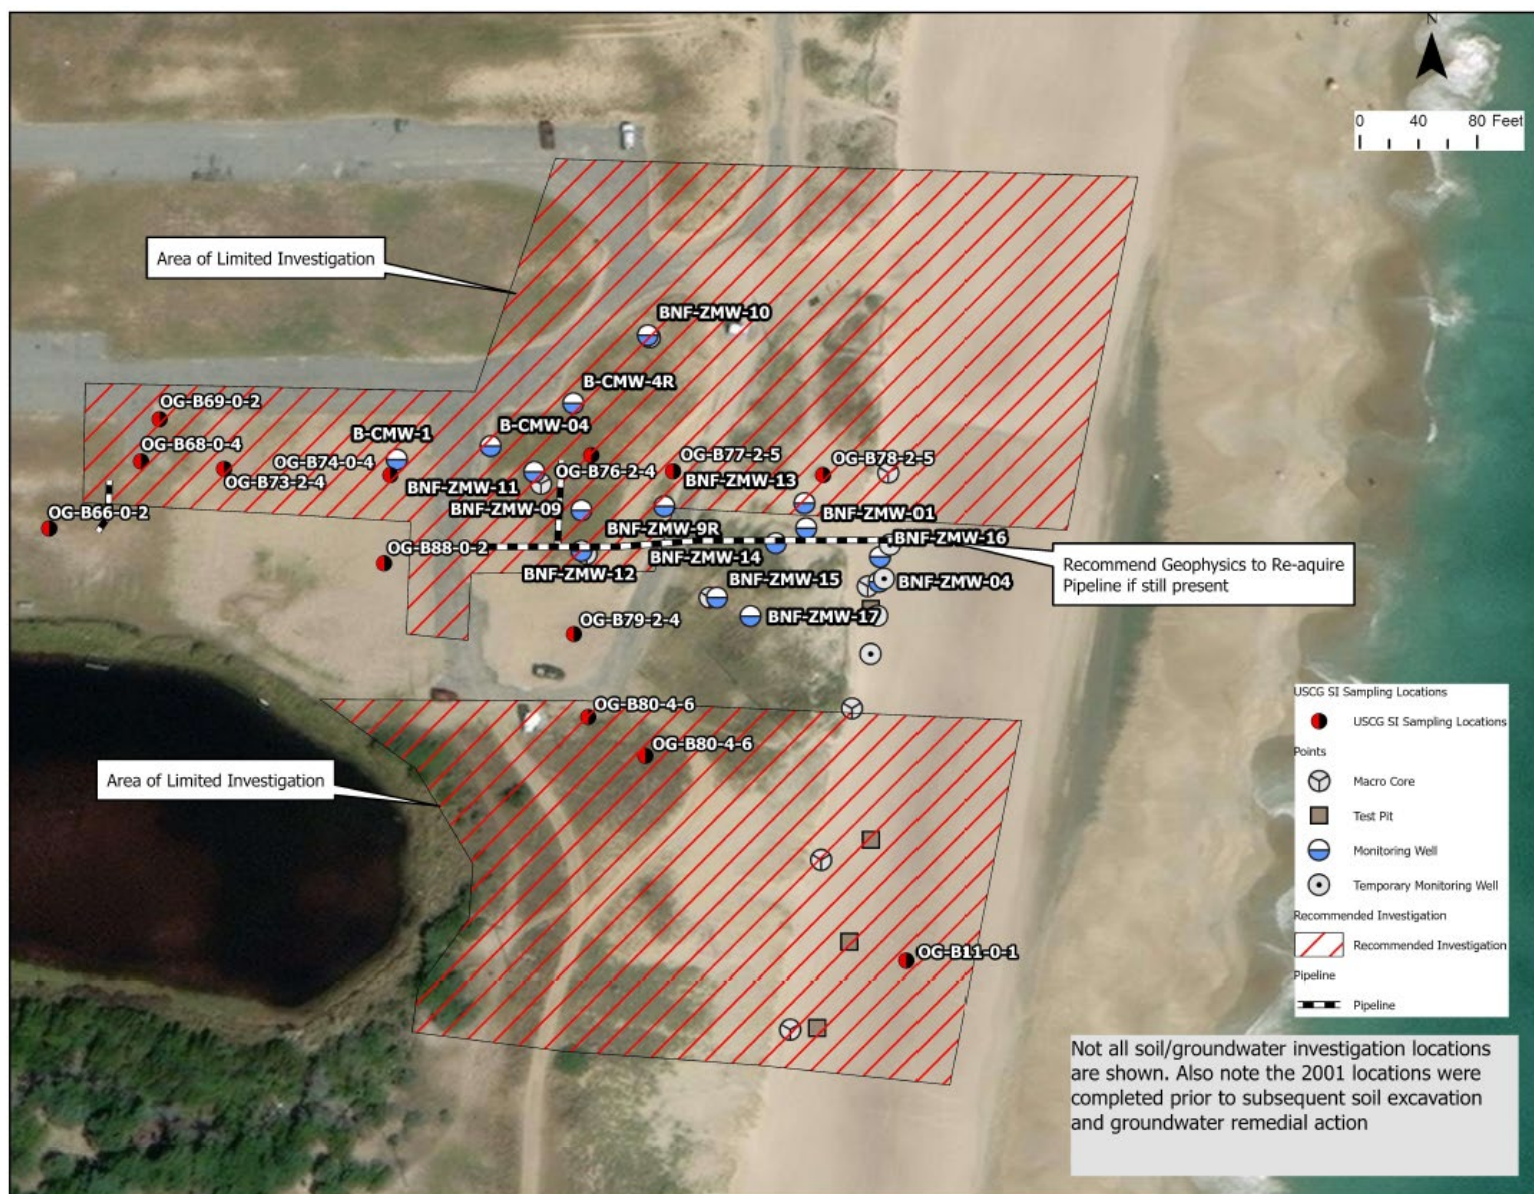 N
0 40 80 Feet
Area of Limited Investigation
BNF-ZMW-10
B-CMW-4R
OG-B69-0-2
B-CMW-04
B-CMW-1
OG-B68-0-4
OG-B74-0-4
OG-B73-2-4
OG-B76-2-4
OG-B77-2-5
OG-B78-2-5
BNF-ZMW-11
BNF-ZMW-13
BNF-ZMW-09
OG-B66-0-2
BNF-ZMW-01
BNF-ZMW-9R
BNF-ZMW-16
OG-B88-0-2
BNF-ZMW-14
BNF-ZMW-12
BNF-ZMW-15
BNF-ZMW-04
Recommend Geophysics to Re-aquire
Pipeline if still present
BNF-ZMW-17
OG-B79-2-4
OG-B80-4-6
OG-B80-4-6
Area of Limited Investigation
OG-B11-0-1
USCG SI Sampling Locations
USCG SI Sampling Locations
Points
Macro Core
Test Pit
Monitoring Well
Temporary Monitoring Well
Recommended Investigation
Recommended Investigation
Pipeline
Pipeline
Not all soil/groundwater investigation locations
are shown. Also note the 2001 locations were
completed prior to subsequent soil excavation
and groundwater remedial action